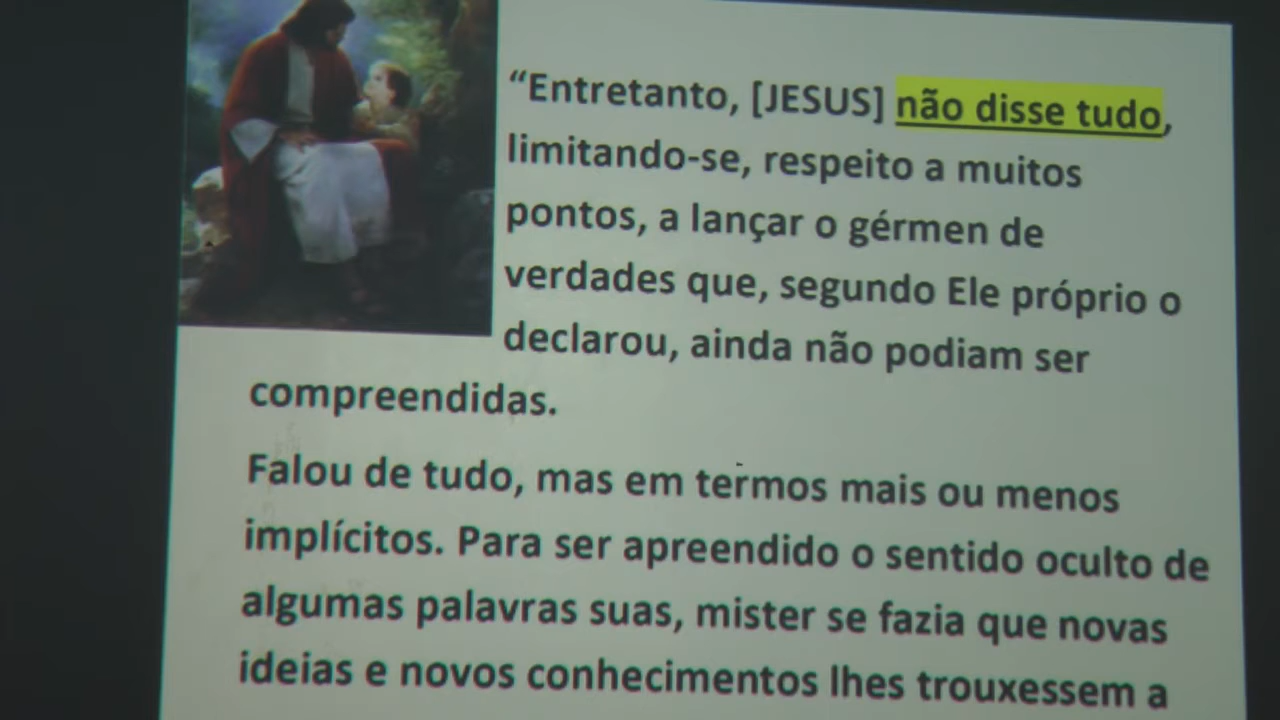 “Entretanto, [JESUS] não disse tudo,
limitando-se, respeito a muitos
pontos, a lançar o gérmen de
verdades que, segundo Ele próprio o
declarou, ainda não podiam ser
compreendidas.
Falou de tudo, mas em termos mais ou menos
implícitos. Para ser apreendido o sentido oculto de
algumas palavras suas, mister se fazia que novas
ideias e novos conhecimentos lhes trouxessem a